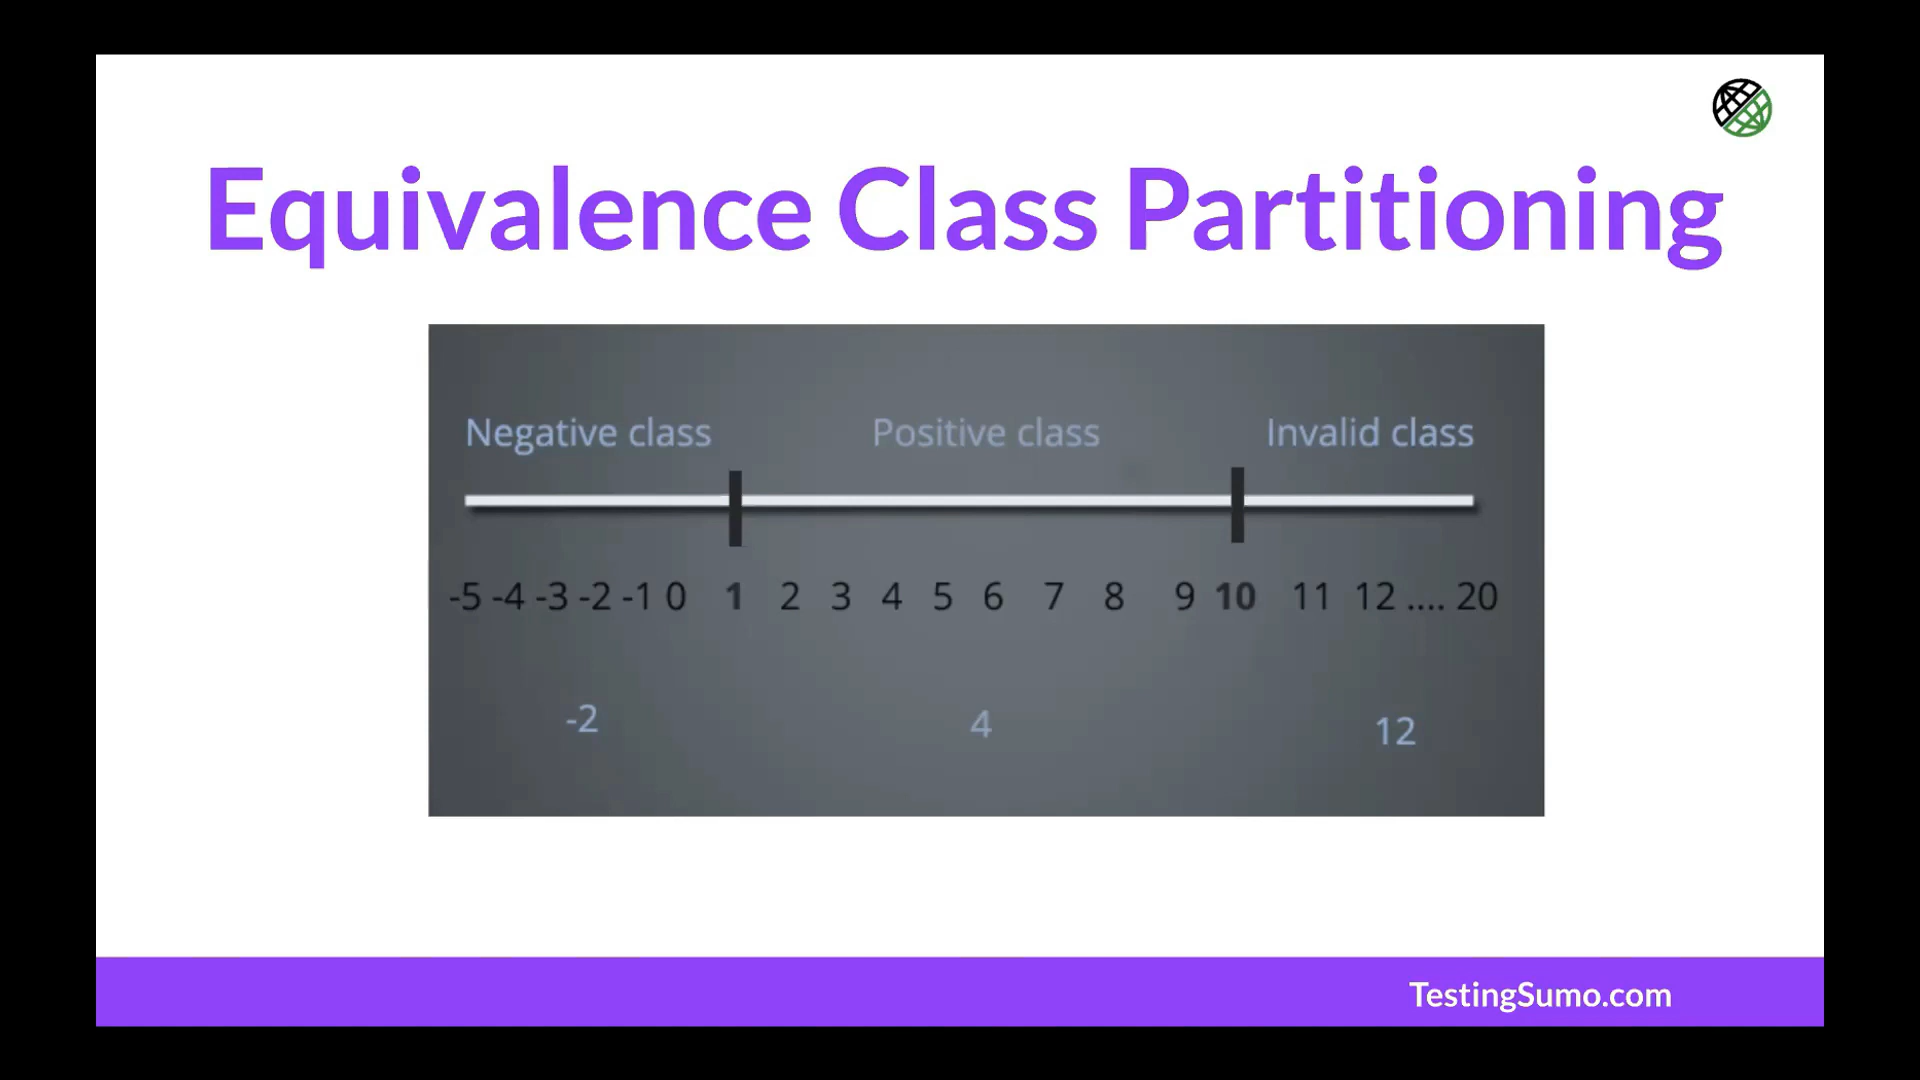 Equivalence Class Partitioning
Negative class Positive class Invalid class
-5 -4 -3 -2 -1 0 1 2 3 4 5 6 7 8 9 10 11 12 .... 20
-2 4 12
TestingSumo.com